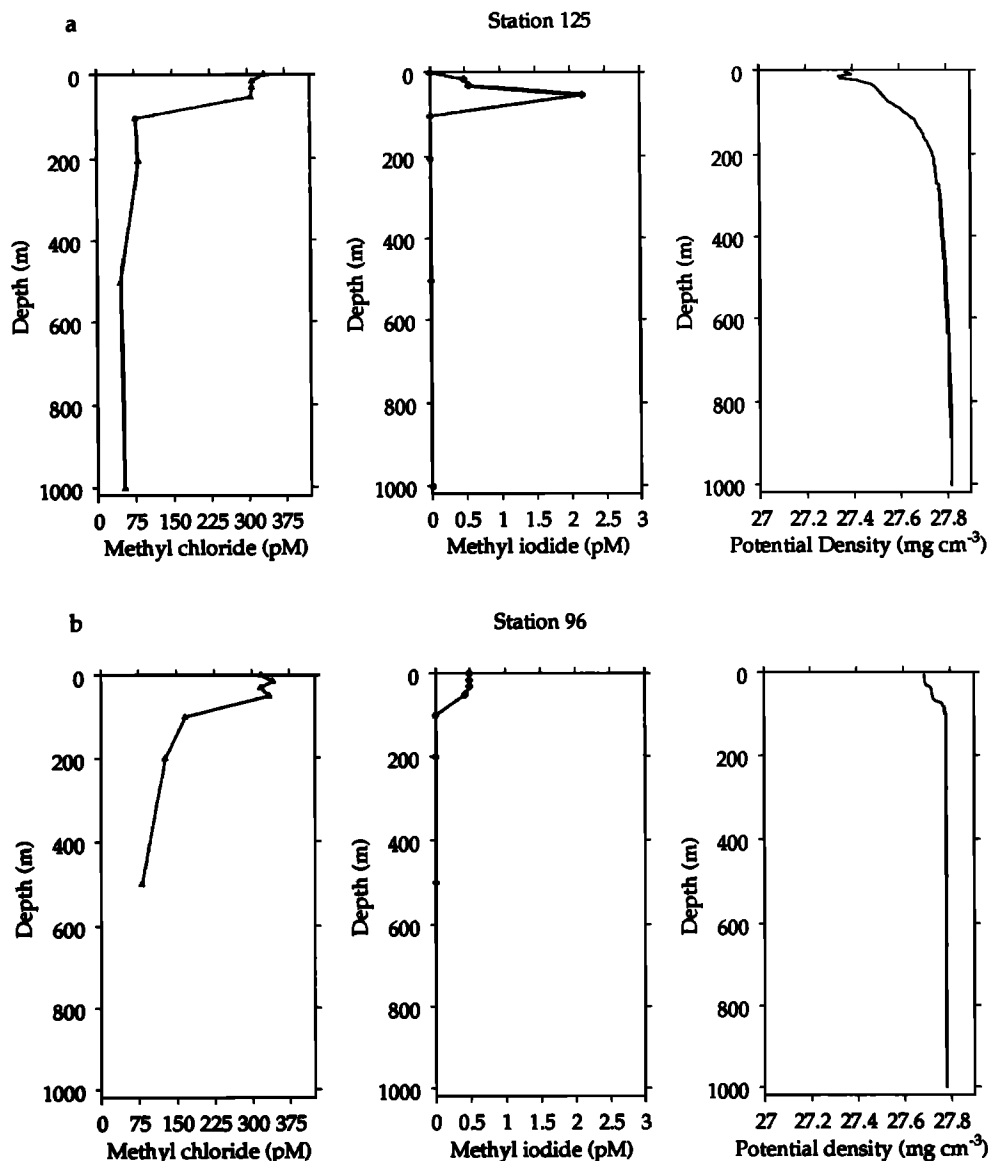 a
Station 125
0
200
400
600
800
1000
Depth (m)
0 75 150 225 300 375
Methyl chloride (pM)
0
200
400
600
800
1000
Depth (m)
0 0.5 1 1.5 2 2.5 3
Methyl iodide (pM)
0
200
400
600
800
1000
Depth (m)
27 27.2 27.4 27.6 27.8
Potential Density (mg cm-3)
b
Station 96
0
200
400
600
800
1000
Depth (m)
0 75 150 225 300 375
Methyl chloride (pM)
0
200
400
600
800
1000
Depth (m)
0 0.5 1 1.5 2 2.5 3
Methyl iodide (pM)
0
200
400
600
800
1000
Depth (m)
27 27.2 27.4 27.6 27.8
Potential density (mg cm-3)